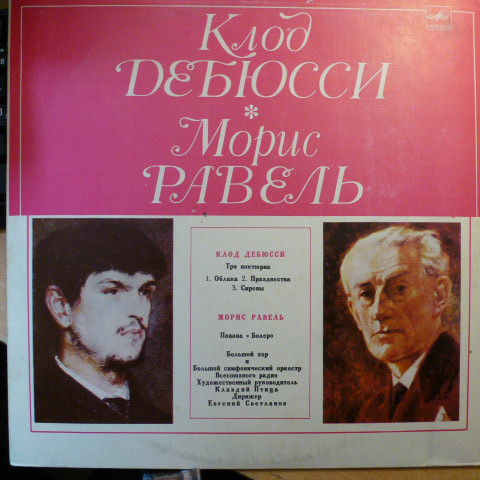 Клод
ДЕБЮССИ
*
Морис
РАВЕЛЬ
КЛОД ДЕБЮССИ
Три ноктюрна
1. Облака 2. Празднества
3. Сирены
МОРИС РАВЕЛЬ
Павана • Болеро
Большой хор
и
Большой симфонический оркестр
Всесоюзного радио
Художественный руководитель
Клавдий Птица
Дирижер
Евгений Светланов